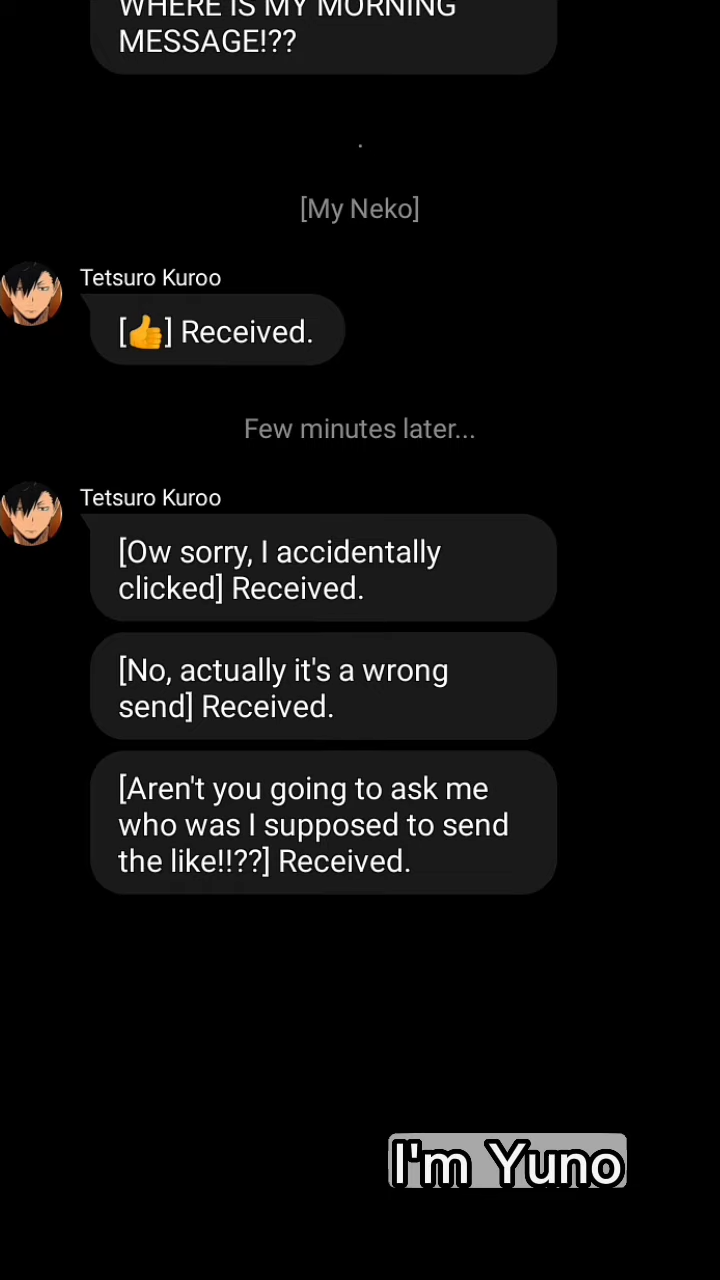 WHERE IS MY MORNING
MESSAGE!??
.
[My Neko]
Tetsuro Kuroo
[👍] Received.
Few minutes later...
Tetsuro Kuroo
[Ow sorry, I accidentally
clicked] Received.
[No, actually it's a wrong
send] Received.
[Aren't you going to ask me
who was I supposed to send
the like!!??] Received.
I'm Yuno